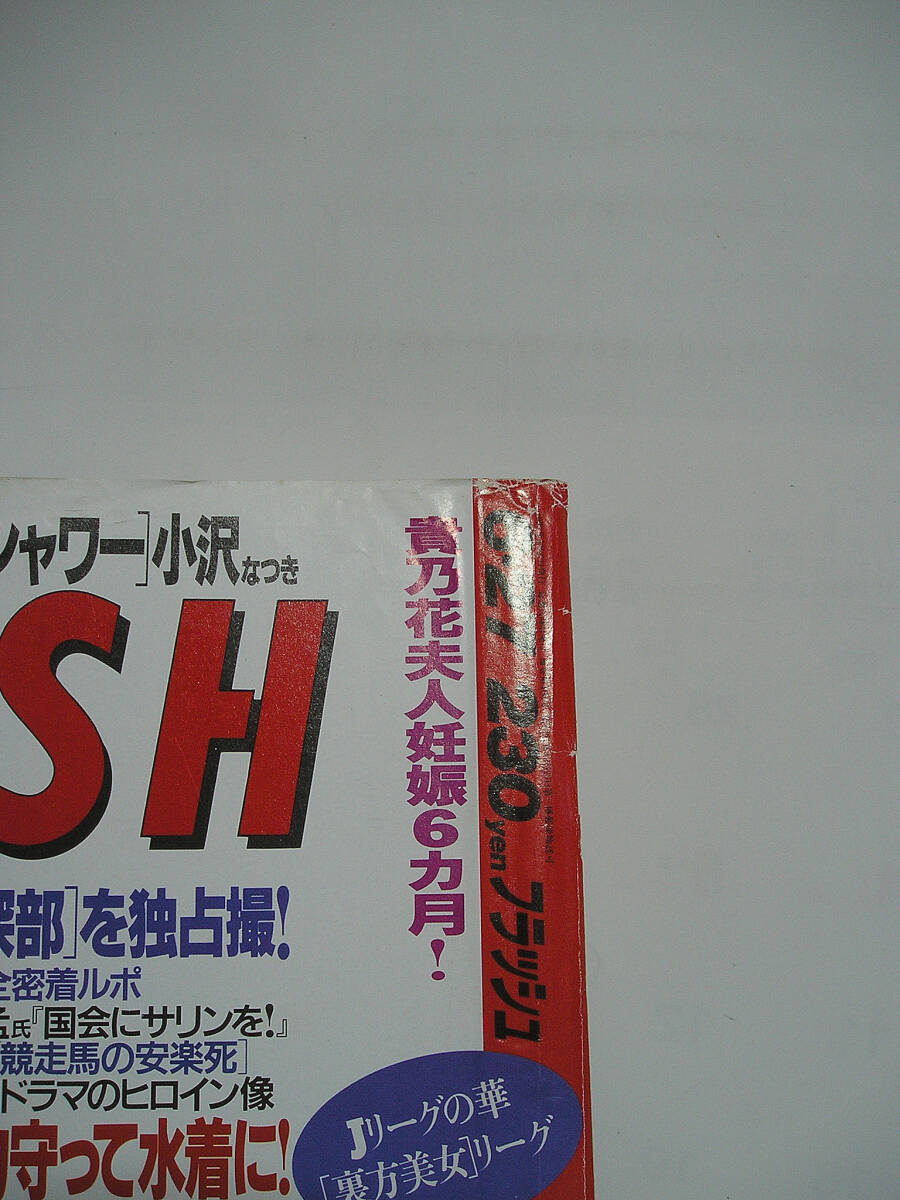 シャワー]小沢なつき
SH
貴乃花夫人妊娠6カ月!
6・27 230yen フラッシュ
深部]を独占撮!
全密着ルポ
氏『国会にサリンを!』
競走馬の安楽死]
ドラマのヒロイン像
守って水着に!
Jリーグの華
[裏方美女]リーグ